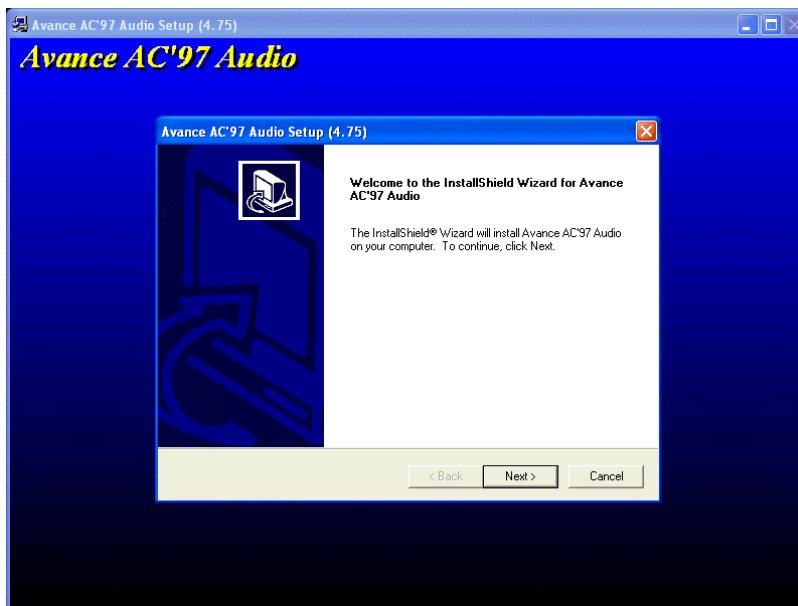 Avance AC'97 Audio Setup (4.75)
Avance AC'97 Audio
Avance AC'97 Audio Setup (4.75)
Welcome to the InstallShield Wizard for Avance
AC'97 Audio
The InstallShield® Wizard will install Avance AC'97 Audio
on your computer. To continue, click Next.
< Back
Next >
Cancel